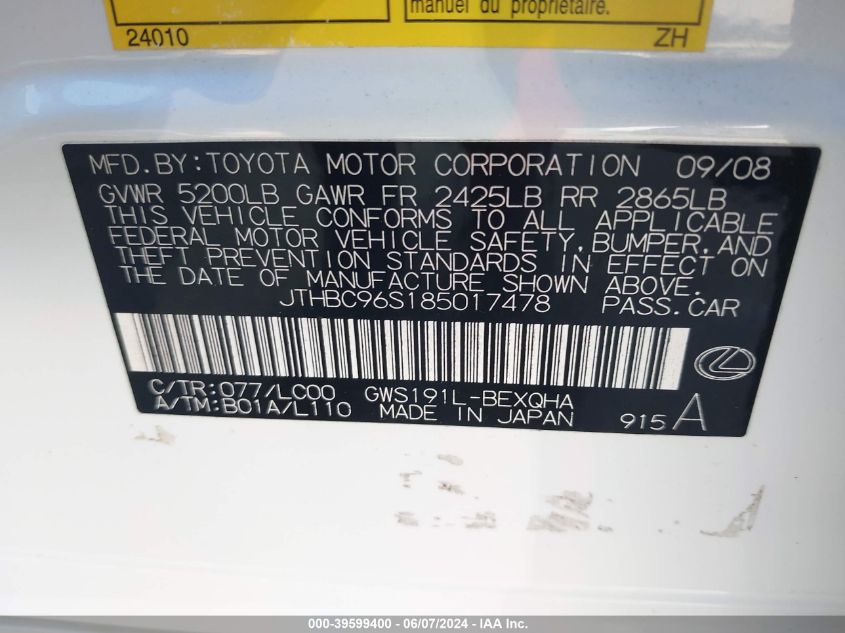 manuel du propriétaire.
24010 ZH
MFD.BY:TOYOTA MOTOR CORPORATION 09/08
GVWR 5200LB GAWR FR 2425LB RR 2865LB
THIS VEHICLE CONFORMS TO ALL APPLICABLE
FEDERAL MOTOR VEHICLE SAFETY,BUMPER,AND
THEFT PREVENTION STANDARDS IN EFFECT ON
THE DATE OF MANUFACTURE SHOWN ABOVE.
JTHBC96S185017478 PASS.CAR
C/TR:077/LC00 GWS191L-BEXQHA
A/TM:B01A/L110 MADE IN JAPAN 915A
000-39599400 - 06/07/2024 - IAA Inc.